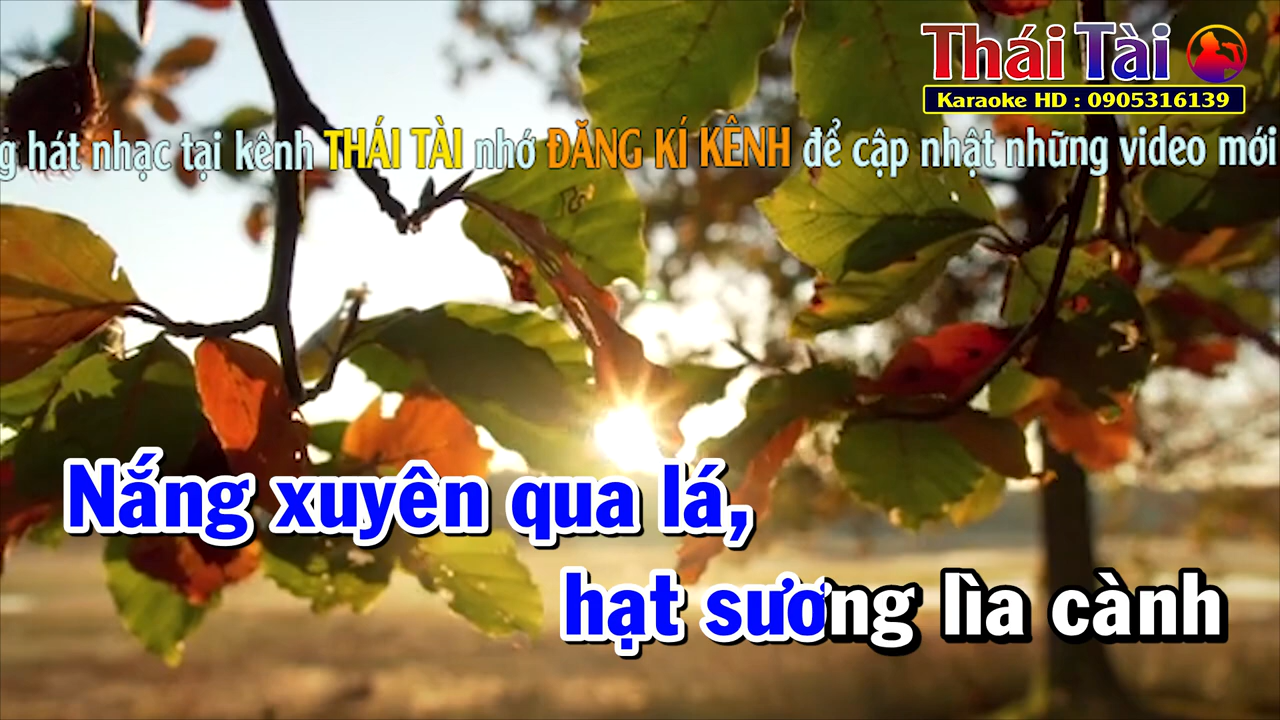 Thái Tài
Karaoke HD : 0905316139
g hát nhạc tại kênh THÁI TÀI nhớ ĐĂNG KÍ KÊNH để cập nhật những video mới
Nắng xuyên qua lá,
hạt sương lìa cành